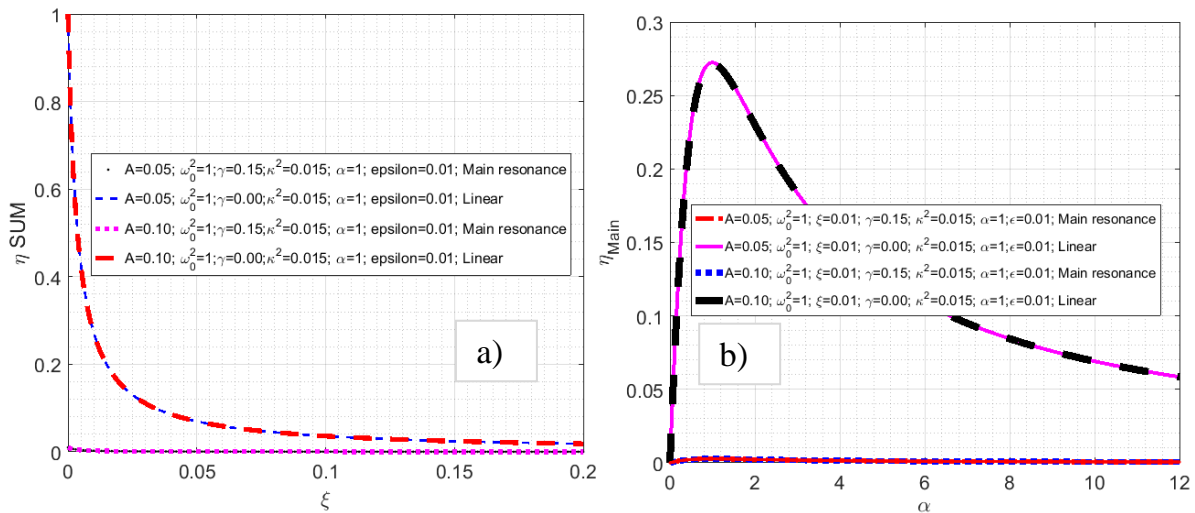 1
0.8
0.6
0.4
0.2
0
η SUM
A=0.05; ω₀²=1;γ=0.15;κ²=0.015; α=1; epsilon=0.01; Main resonance
A=0.05; ω₀²=1;γ=0.00;κ²=0.015; α=1; epsilon=0.01; Linear
A=0.10; ω₀²=1;γ=0.15;κ²=0.015; α=1; epsilon=0.01; Main resonance
A=0.10; ω₀²=1;γ=0.00;κ²=0.015; α=1; epsilon=0.01; Linear
a)
0 0.05 0.1 0.15 0.2
ξ
0.3
0.25
0.2
0.15
0.1
0.05
0
η_Main
A=0.05; ω₀²=1; ξ=0.01; γ=0.15; κ²=0.015; α=1;ϵ=0.01; Main resonance
A=0.05; ω₀²=1; ξ=0.01; γ=0.00; κ²=0.015; α=1;ϵ=0.01; Linear
A=0.10; ω₀²=1; ξ=0.01; γ=0.15; κ²=0.015; α=1;ϵ=0.01; Main resonance
A=0.10; ω₀²=1; ξ=0.01; γ=0.00; κ²=0.015; α=1;ϵ=0.01; Linear
b)
0 2 4 6 8 10 12
α